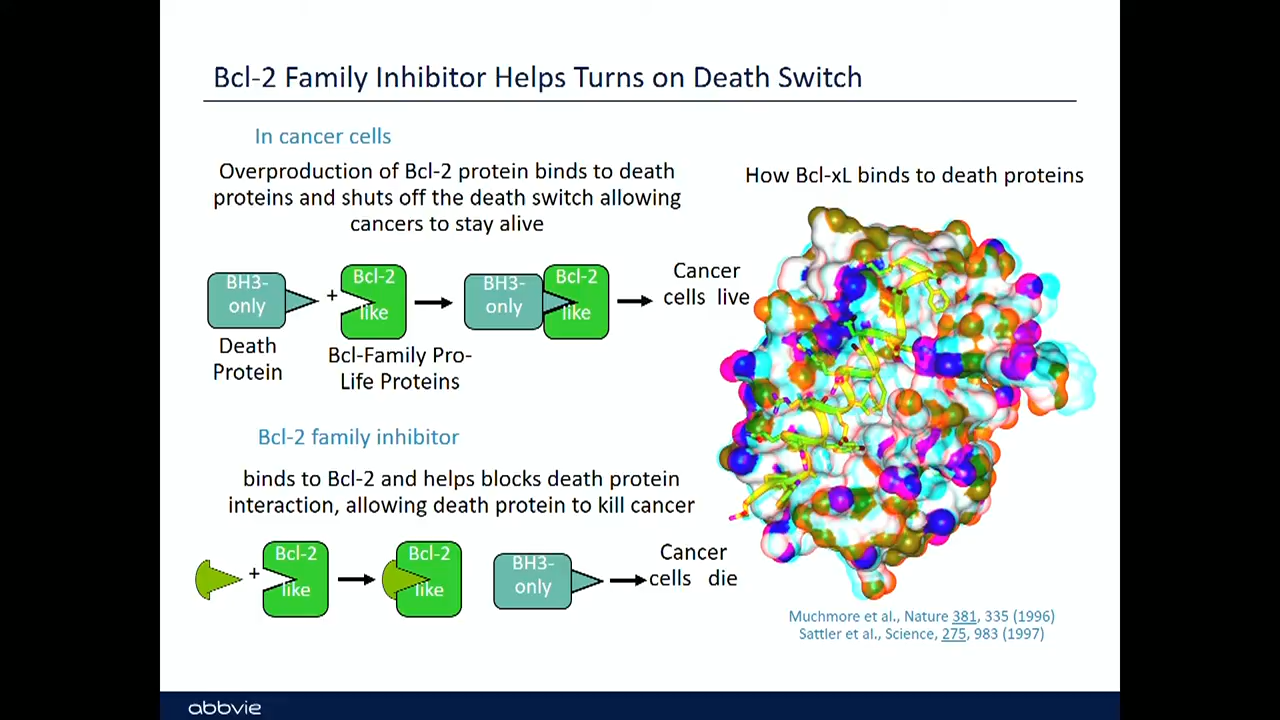 Bcl-2 Family Inhibitor Helps Turns on Death Switch
In cancer cells
Overproduction of Bcl-2 protein binds to death
proteins and shuts off the death switch allowing
cancers to stay alive
BH3-
only
+
Bcl-2
like
BH3-
only
Bcl-2
like
Cancer
cells live
Death
Protein
Bcl-Family Pro-
Life Proteins
Bcl-2 family inhibitor
binds to Bcl-2 and helps blocks death protein
interaction, allowing death protein to kill cancer
+
Bcl-2
like
Bcl-2
like
BH3-
only
Cancer
cells die
How Bcl-xL binds to death proteins
Muchmore et al., Nature 381, 335 (1996)
Sattler et al., Science, 275, 983 (1997)
abbvie